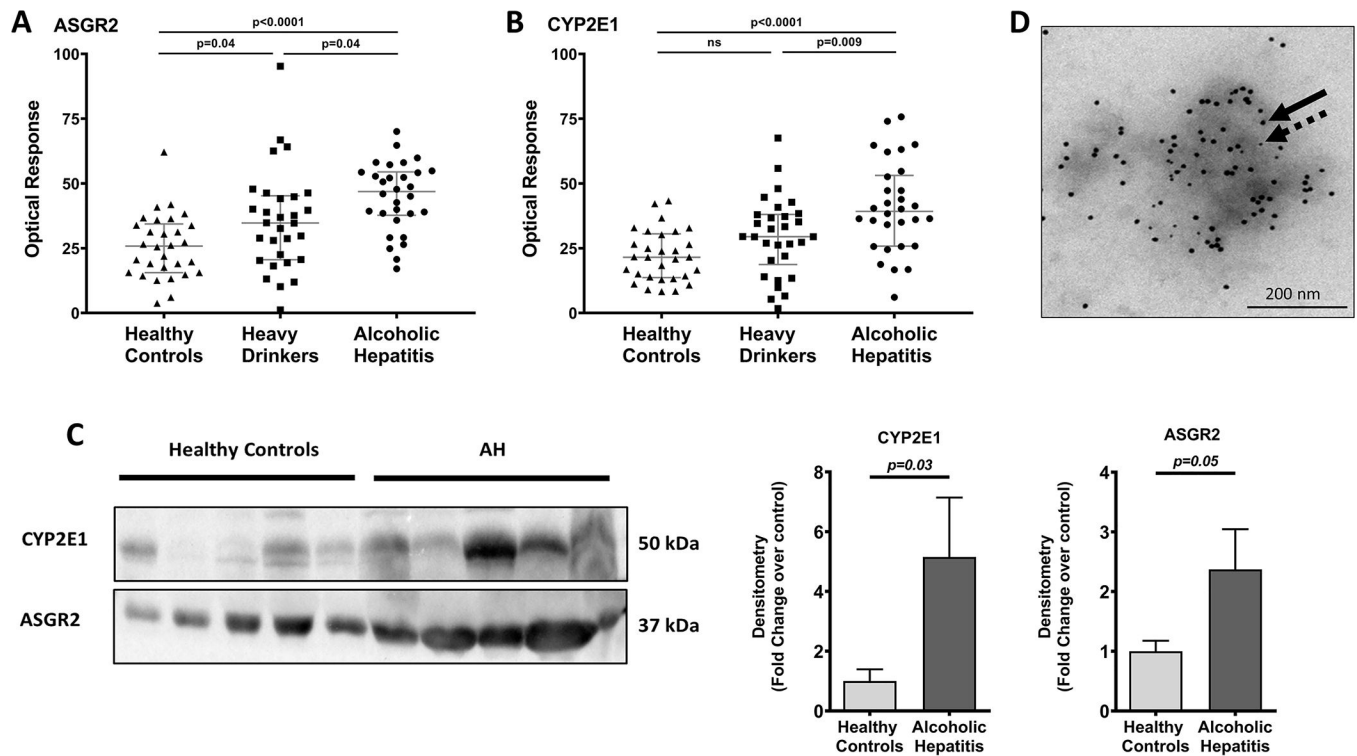 A ASGR2
p<0.0001
p=0.04 p=0.04
Optical Response
100
75
50
25
0
Healthy Controls
Heavy Drinkers
Alcoholic Hepatitis
B CYP2E1
p<0.0001
ns p=0.009
Optical Response
100
75
50
25
0
Healthy Controls
Heavy Drinkers
Alcoholic Hepatitis
D
200 nm
C
Healthy Controls AH
CYP2E1 50 kDa
ASGR2 37 kDa
CYP2E1
p=0.03
Densitometry
(Fold Change over control)
8
6
4
2
0
Healthy Controls
Alcoholic Hepatitis
ASGR2
p=0.05
Densitometry
(Fold Change over control)
4
3
2
1
0
Healthy Controls
Alcoholic Hepatitis